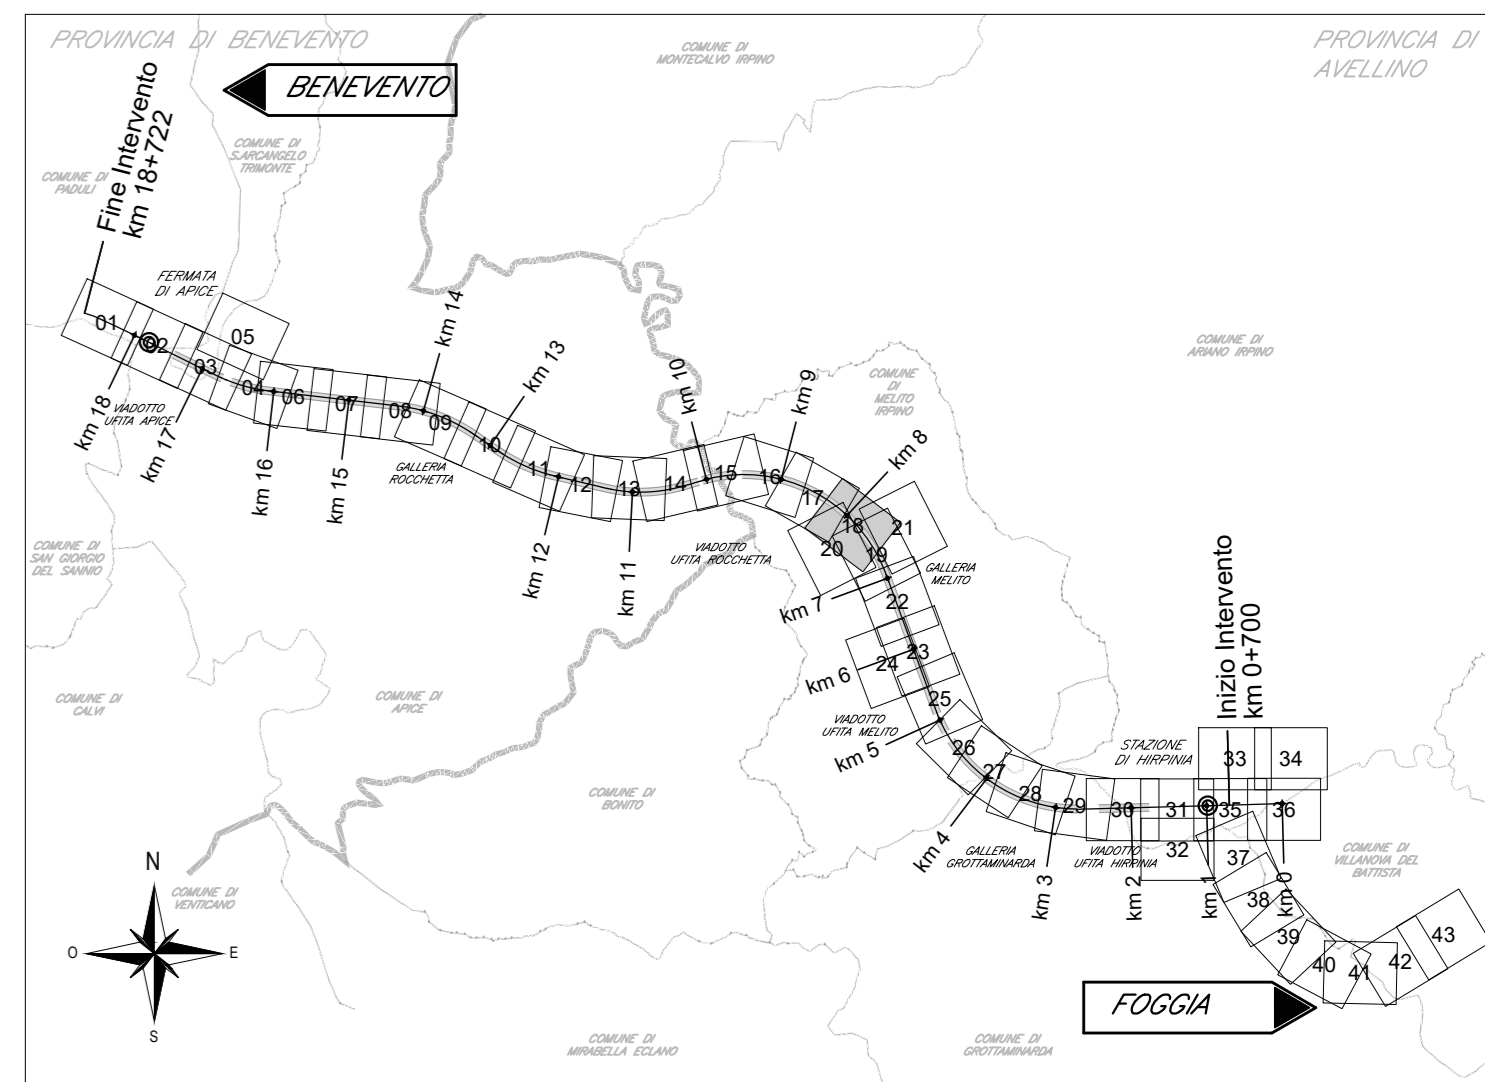 PROVINCIA DI BENEVENTO
PROVINCIA DI
AVELLINO
COMUNE DI
MONTECALVO IRPINO
BENEVENTO
Fine Intervento
km 18+722
COMUNE DI
S.ARCANGELO
TRIMONTE
COMUNE DI
PADULI
FERMATA
DI APICE
01
02
03
04
05
06
07
08
09
10
11
12
13
14
15
16
17
18
19
20
21
22
23
24
25
26
27
28
29
30
31
32
33
34
35
36
37
38
39
40
41
42
43
km 18
km 17
km 16
km 15
km 14
km 13
km 12
km 11
km 10
km 9
km 8
km 7
km 6
km 5
km 4
km 3
km 2
km 1
km 0
VIADOTTO
UFITA APICE
GALLERIA
ROCCHETTA
COMUNE DI
ARIANO IRPINO
COMUNE
DI
MELITO
IRPINO
VIADOTTO
UFITA ROCCHETTA
GALLERIA
MELITO
COMUNE DI
SAN GIORGIO
DEL SANNIO
Inizio Intervento
km 0+700
COMUNE DI
CALVI
COMUNE DI
APICE
VIADOTTO
UFITA MELITO
STAZIONE
DI HIRPINIA
COMUNE DI
BONITO
GALLERIA
GROTTAMINARDA
VIADOTTO
UFITA HIRPINIA
COMUNE DI
VILLANOVA DEL
BATTISTA
COMUNE DI
VENTICANO
N
O
E
S
FOGGIA
COMUNE DI
MIRABELLA ECLANO
COMUNE DI
GROTTAMINARDA